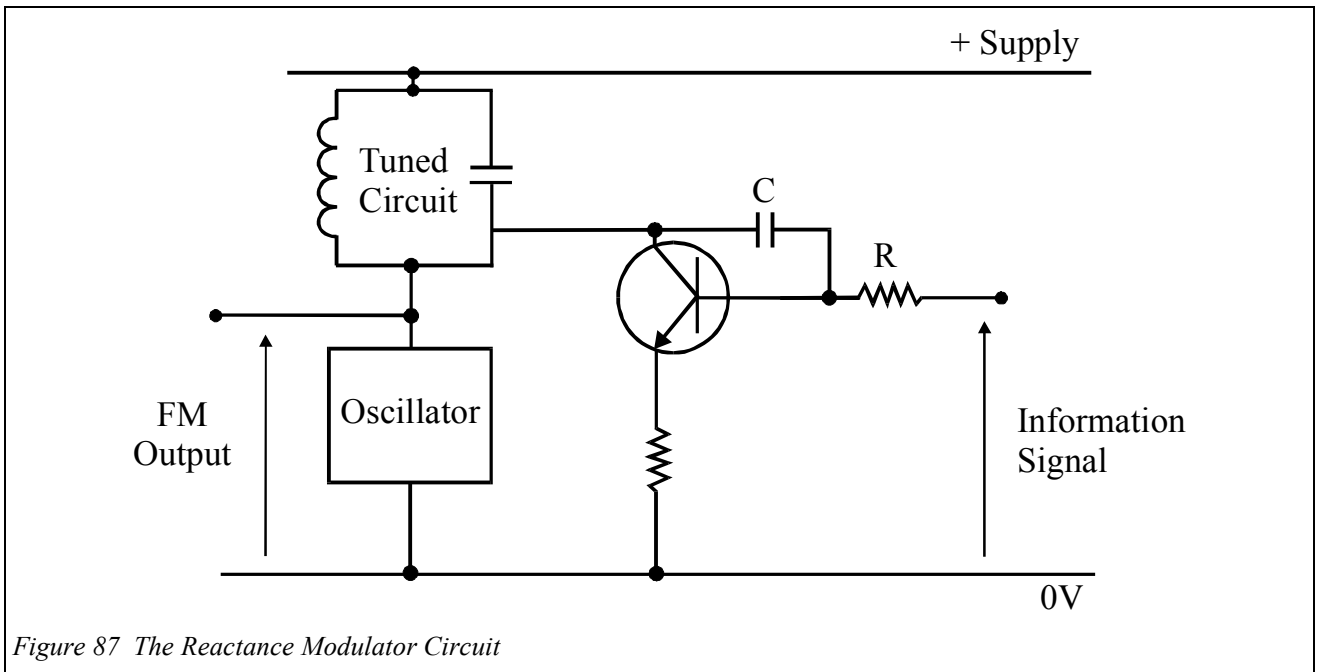 + Supply
Tuned
Circuit
C
R
Oscillator
FM
Output
Information
Signal
0V
Figure 87 The Reactance Modulator Circuit